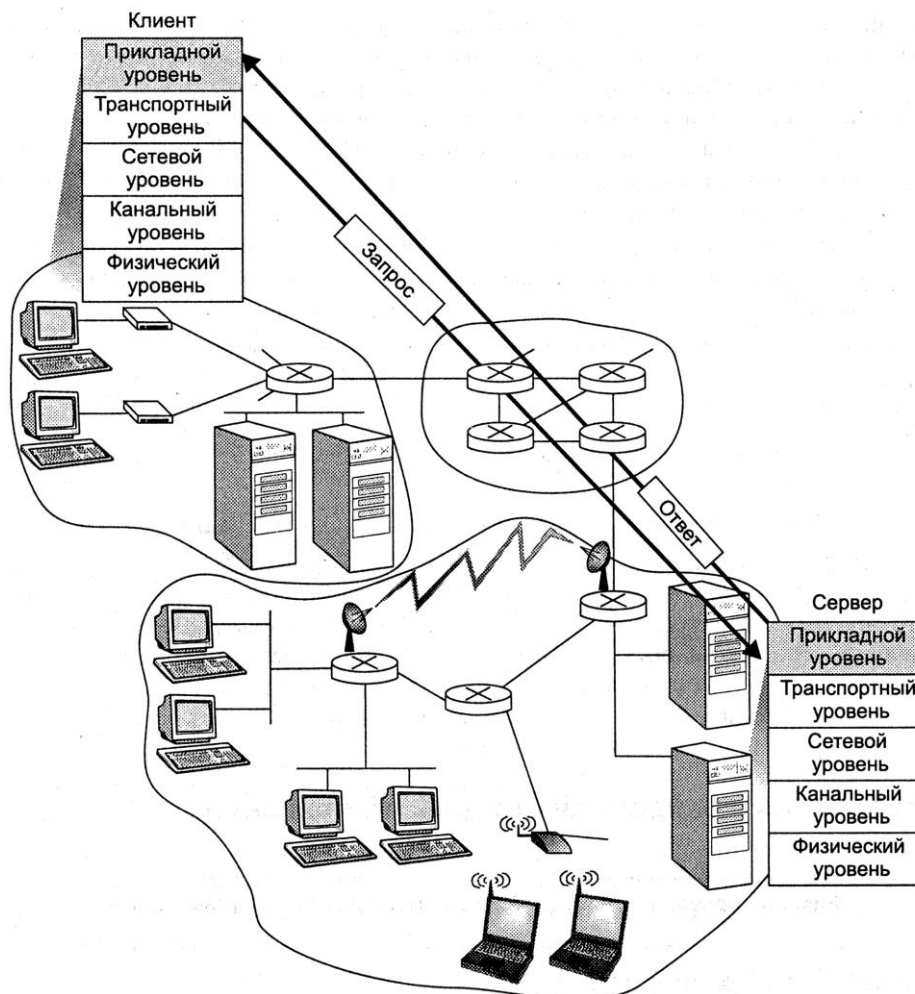 Клиент
Прикладной
уровень
Транспортный
уровень
Сетевой
уровень
Канальный
уровень
Физический
уровень
Запрос
Ответ
Сервер
Прикладной
уровень
Транспортный
уровень
Сетевой
уровень
Канальный
уровень
Физический
уровень